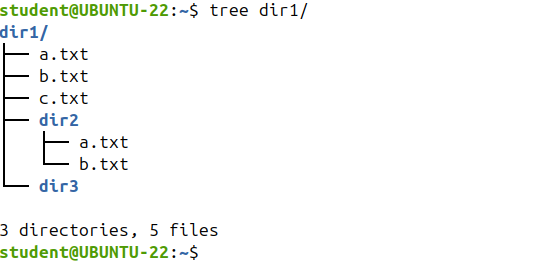 student@UBUNTU-22:~$ tree dir1/
dir1/
├── a.txt
├── b.txt
├── c.txt
├── dir2
│   ├── a.txt
│   └── b.txt
└── dir3
3 directories, 5 files
student@UBUNTU-22:~$